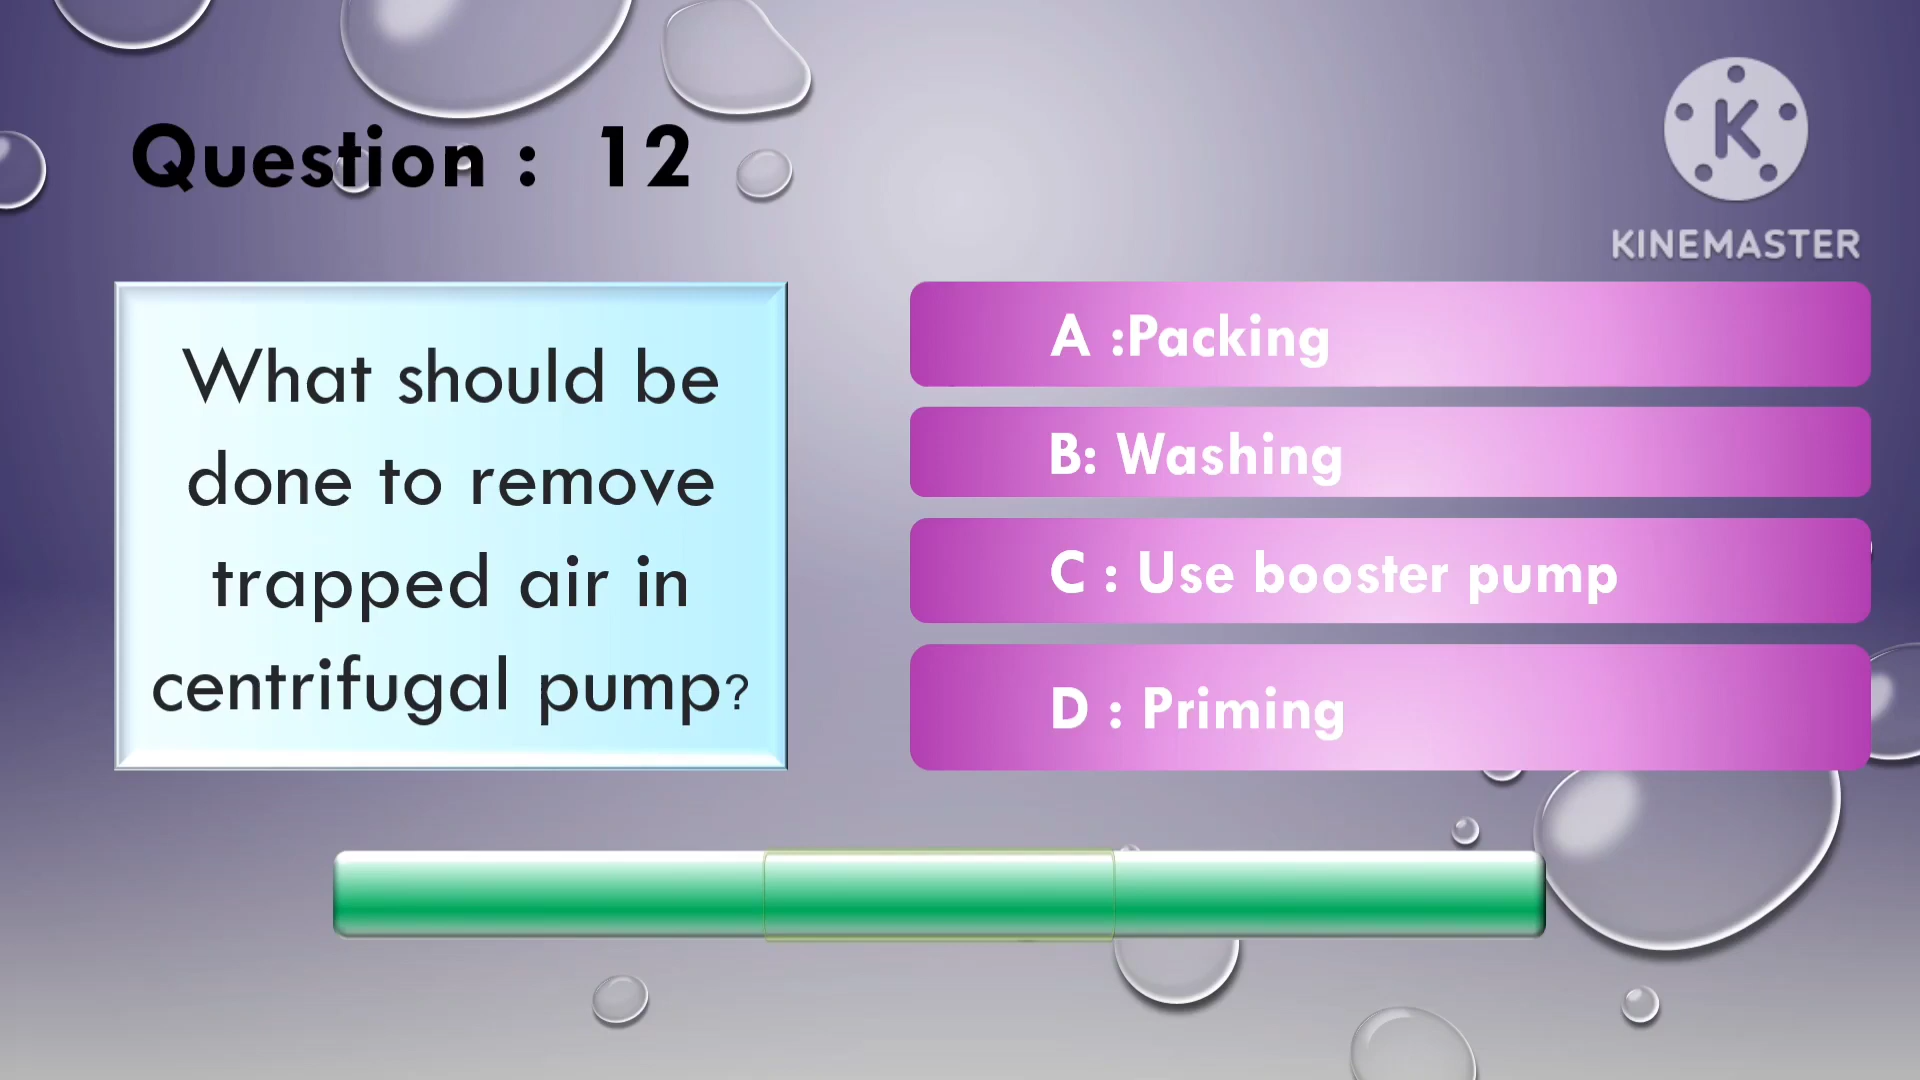 Question : 12
K
KINEMASTER
What should be
done to remove
trapped air in
centrifugal pump?
A :Packing
B: Washing
C : Use booster pump
D : Priming